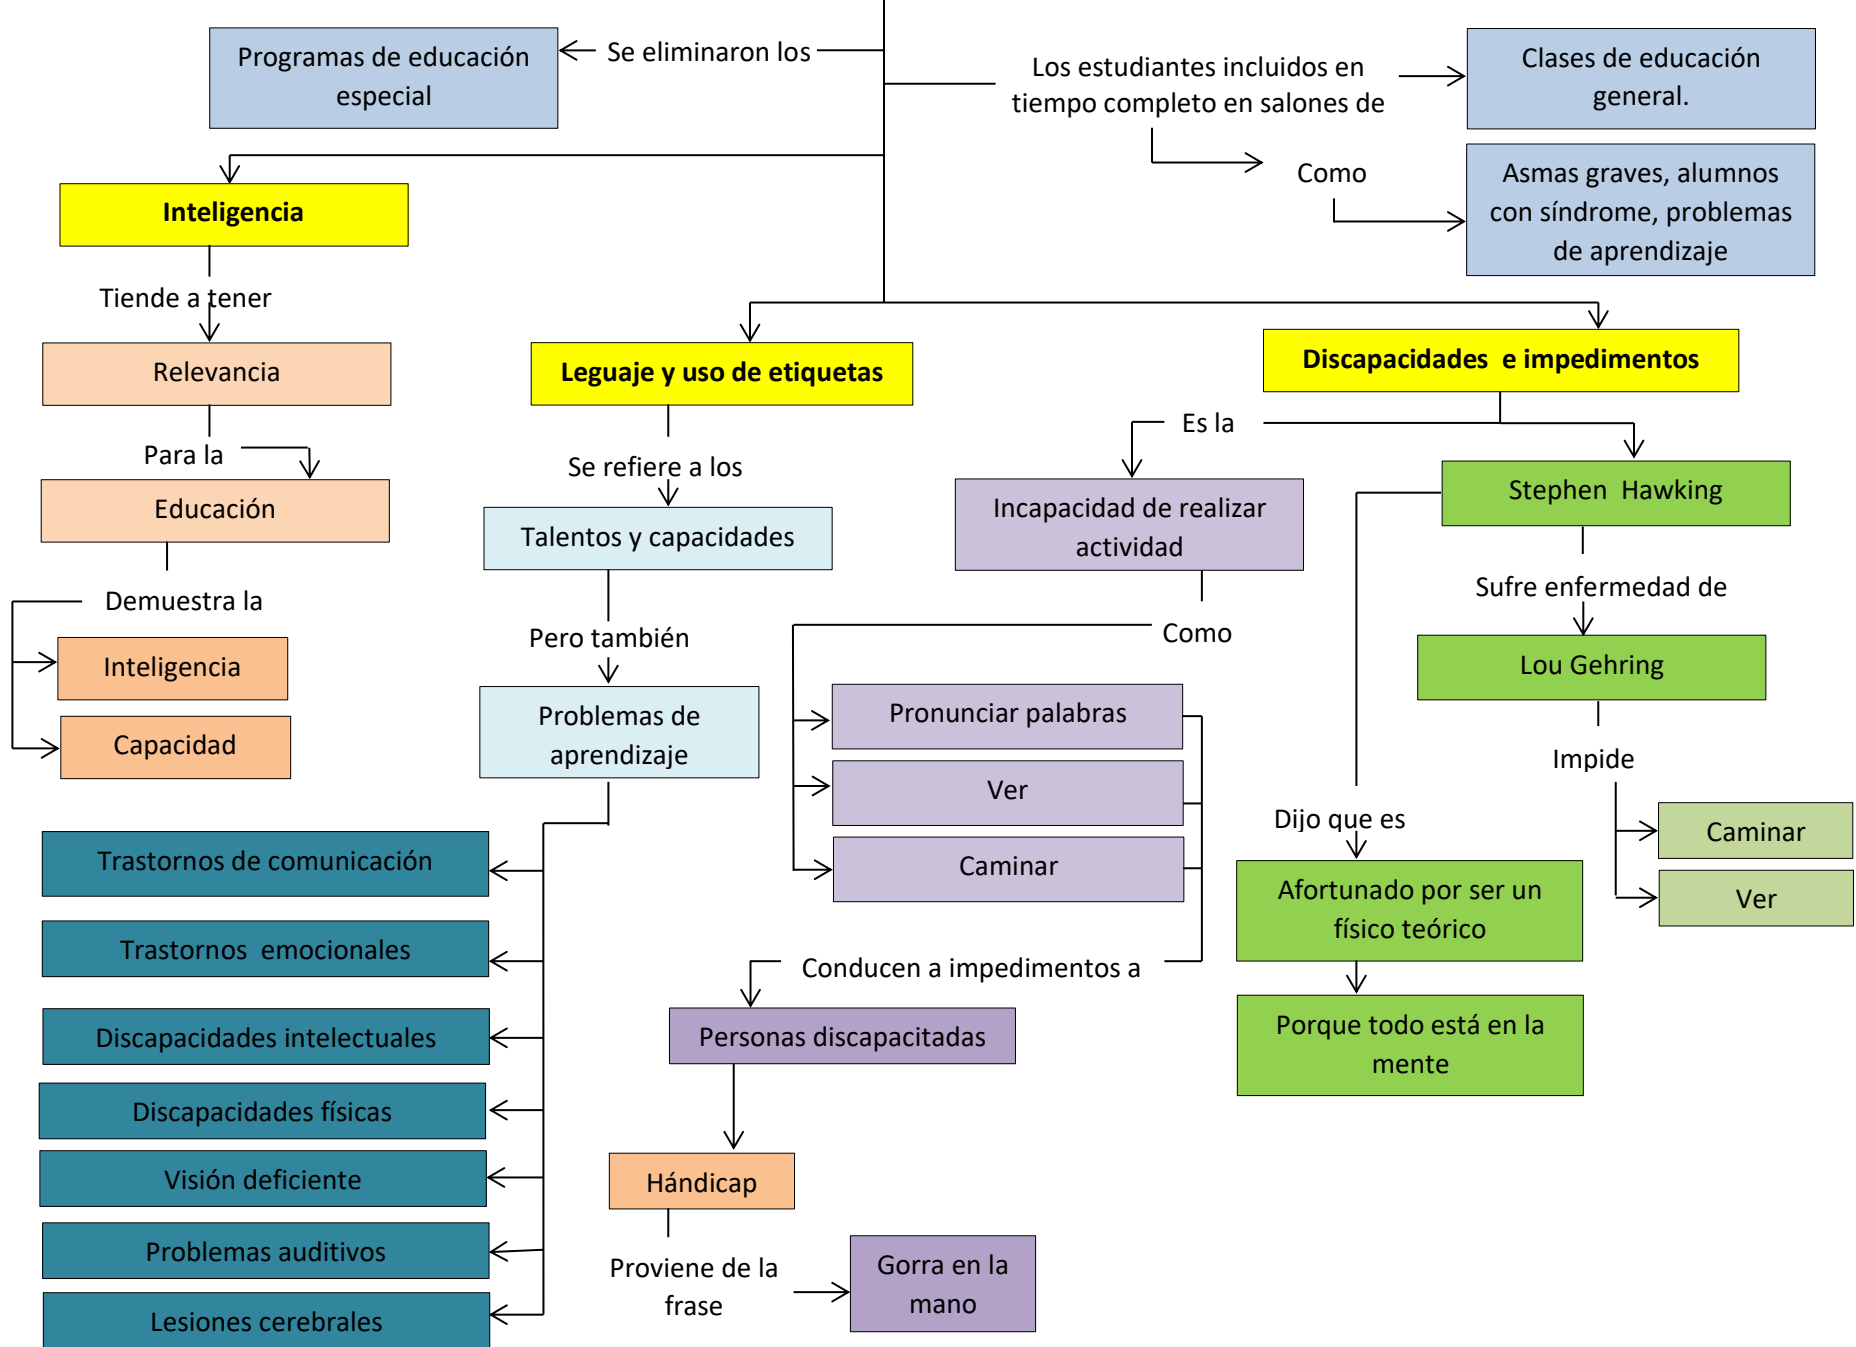 Programas de educación
especial
Se eliminaron los
Los estudiantes incluidos en
tiempo completo en salones de
Clases de educación
general.
Como
Asmas graves, alumnos
con síndrome, problemas
de aprendizaje
Inteligencia
Tiende a tener
Relevancia
Para la
Educación
Demuestra la
Inteligencia
Capacidad
Leguaje y uso de etiquetas
Se refiere a los
Talentos y capacidades
Pero también
Problemas de
aprendizaje
Trastornos de comunicación
Trastornos  emocionales
Discapacidades intelectuales
Discapacidades físicas
Visión deficiente
Problemas auditivos
Lesiones cerebrales
Discapacidades  e impedimentos
Es la
Incapacidad de realizar
actividad
Como
Pronunciar palabras
Ver
Caminar
Conducen a impedimentos a
Personas discapacitadas
Hándicap
Proviene de la
frase
Gorra en la
mano
Stephen  Hawking
Sufre enfermedad de
Lou Gehring
Impide
Caminar
Ver
Dijo que es
Afortunado por ser un
físico teórico
Porque todo está en la
mente